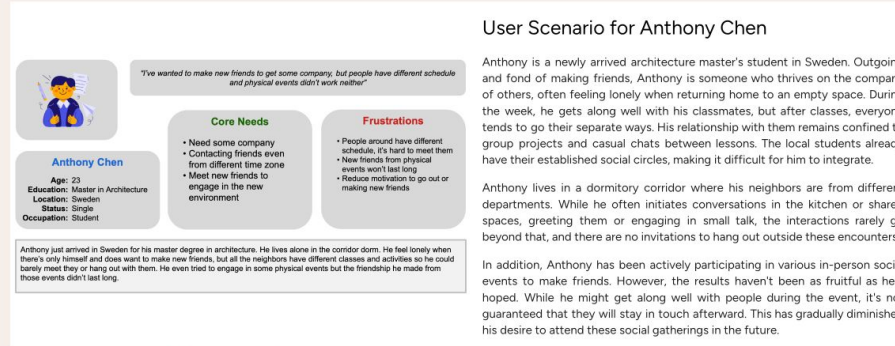 "I've wanted to make new friends to get some company, but people have different schedule
and physical events didn't work neither"
Anthony Chen
Age: 23
Education: Master in Architecture
Location: Sweden
Status: Single
Occupation: Student
Core Needs
• Need some company
• Contacting friends even
from different time zone
• Meet new friends to
engage in the new
environment
Frustrations
• People around have different
schedule, it's hard to meet them
• New friends from physical
events won't last long
• Reduce motivation to go out or
making new friends
Anthony just arrived in Sweden for his master degree in architecture. He lives alone in the corridor dorm. He feel lonely when
there's only himself and does want to make new friends, but all the neighbors have different classes and activities so he could
barely meet they or hang out with them. He even tried to engage in some physical events but the friendship he made from
those events didn't last long.
User Scenario for Anthony Chen
Anthony is a newly arrived architecture master's student in Sweden.
and fond of making friends, Anthony is someone who thrives on the
of others, often feeling lonely when returning home to an empty space.
the week, he gets along well with his classmates, but after classes,
tends to go their separate ways. His relationship with them remains confined
group projects and casual chats between lessons. The local students
have their established social circles, making it difficult for him to integrate.
Anthony lives in a dormitory corridor where his neighbors are from
departments. While he often initiates conversations in the kitchen or
spaces, greeting them or engaging in small talk, the interactions rarely
beyond that, and there are no invitations to hang out outside these
In addition, Anthony has been actively participating in various in-person
events to make friends. However, the results haven't been as fruitful as
hoped. While he might get along well with people during the event, it's
guaranteed that they will stay in touch afterward. This has gradually
his desire to attend these social gatherings in the future.